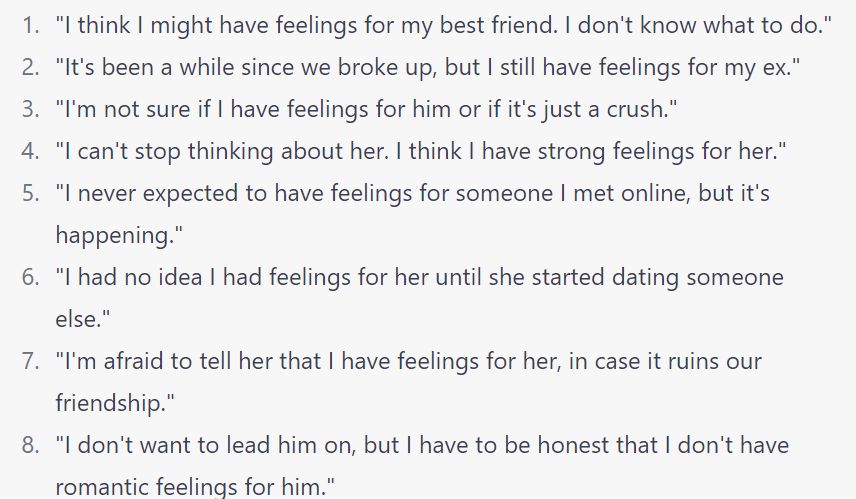 1. "I think I might have feelings for my best friend. I don't know what to do."
2. "It's been a while since we broke up, but I still have feelings for my ex."
3. "I'm not sure if I have feelings for him or if it's just a crush."
4. "I can't stop thinking about her. I think I have strong feelings for her."
5. "I never expected to have feelings for someone I met online, but it's
happening."
6. "I had no idea I had feelings for her until she started dating someone
else."
7. "I'm afraid to tell her that I have feelings for her, in case it ruins our
friendship."
8. "I don't want to lead him on, but I have to be honest that I don't have
romantic feelings for him."